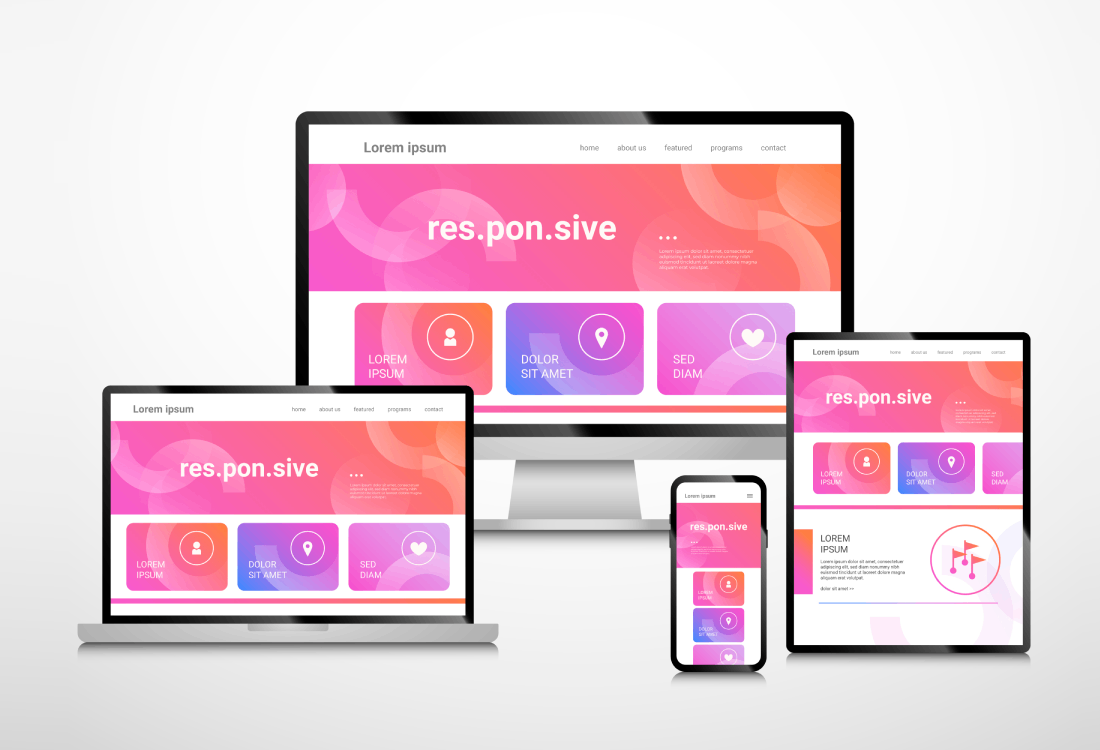 Lorem ipsum
home about us featured programs contact
res.pon.sive
...
Lorem ipsum dolor sit amet, consectetuer
adipiscing elit, sed diam nonummy nibh
euismod tincidunt ut laoreet dolore magna
aliquam erat volutpat.
LOREM
IPSUM
DOLOR
SIT AMET
SED
DIAM
Lorem ipsum
home about us featured programs contact
res.pon.sive
...
LOREM
IPSUM
DOLOR
SIT AMET
SED
DIAM
Lorem ipsum
res.pon.sive
...
LOREM
IPSUM
DOLOR
SIT AMET
Lorem ipsum
home about us featured programs contact
res.pon.sive
...
LOREM
IPSUM
DOLOR
SIT AMET
SED
DIAM
LOREM
IPSUM
Lorem ipsum dolor sit amet, consectetuer
adipiscing elit, sed diam nonummy nibh
euismod tincidunt ut laoreet dolore magna
aliquam erat volutpat.
dolor sit amet >>